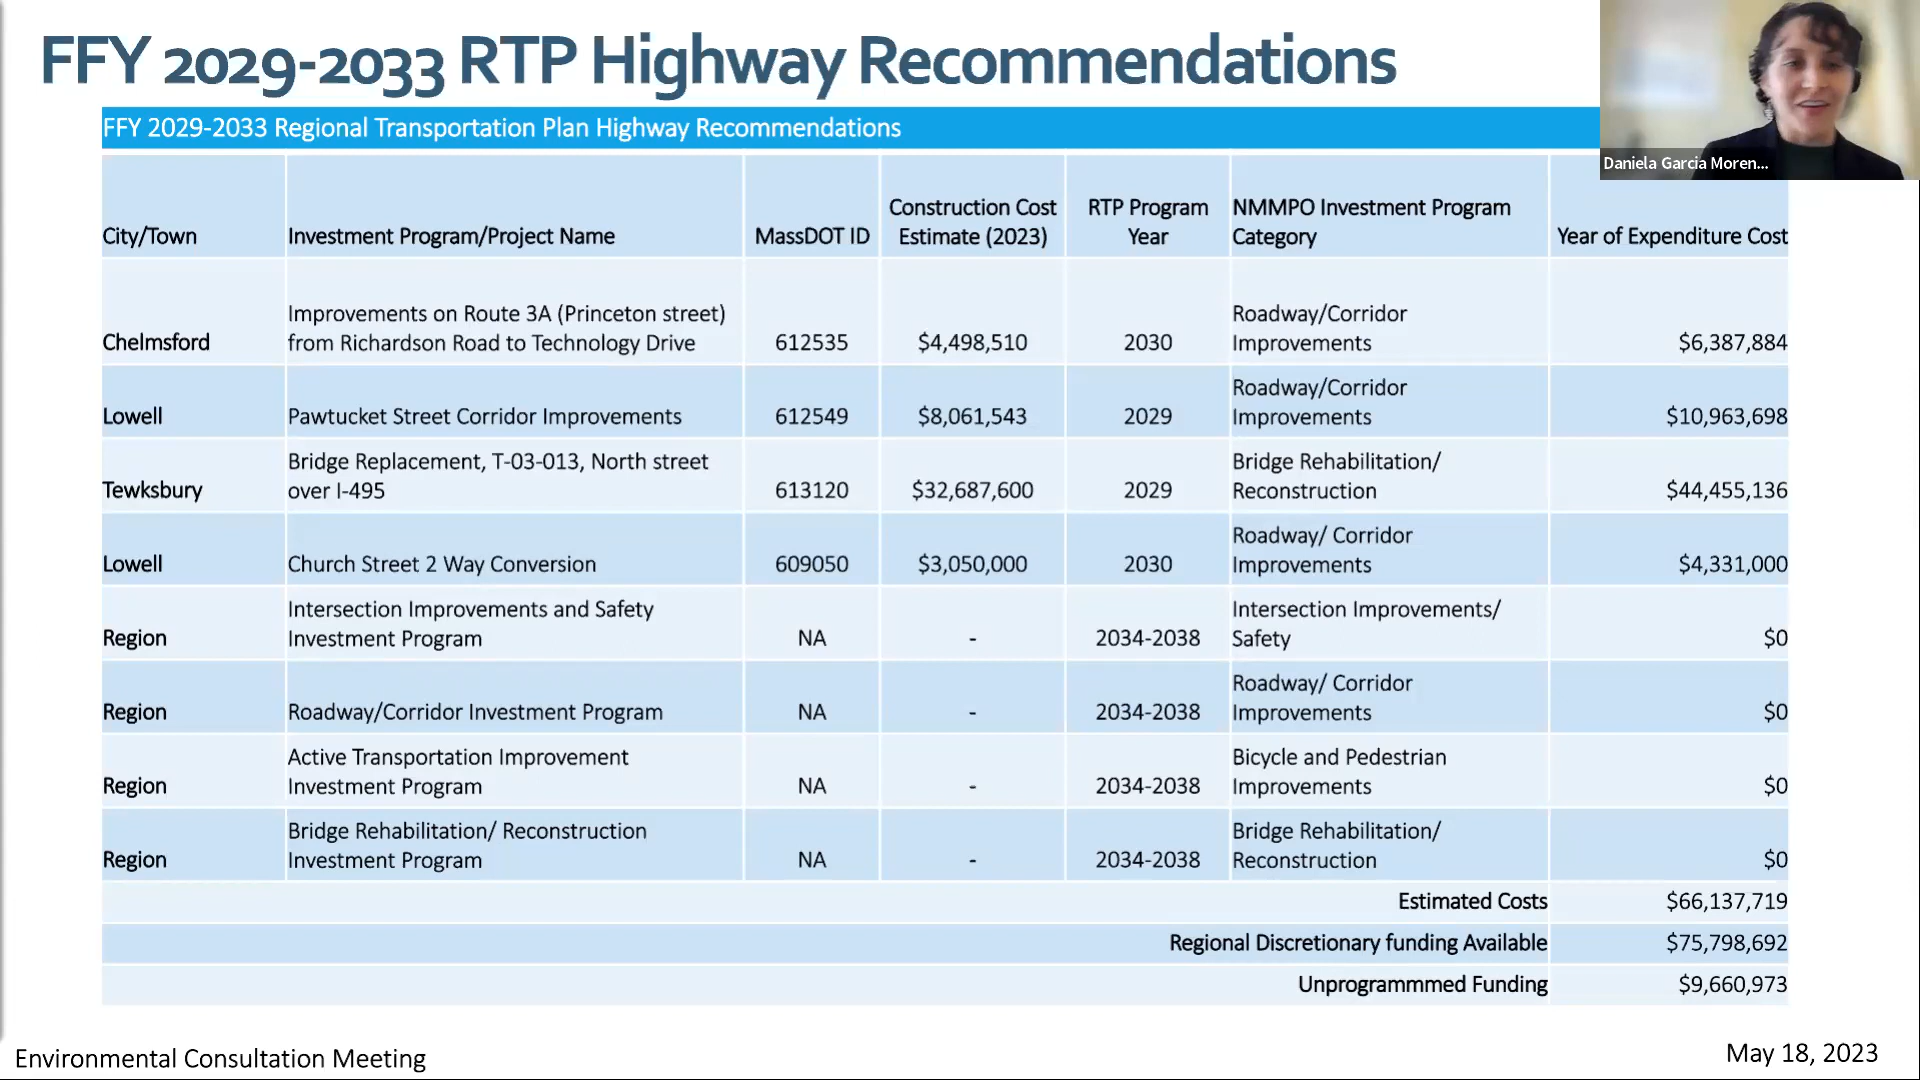 FFY 2029-2033 RTP Highway Recommendations
Daniela Garcia Moren...
FFY 2029-2033 Regional Transportation Plan Highway Recommendations
City/Town
Investment Program/Project Name
MassDOT ID
Construction Cost
Estimate (2023)
RTP Program
Year
NMMPO Investment Program
Category
Year of Expenditure Cost
Chelmsford
Improvements on Route 3A (Princeton street)
from Richardson Road to Technology Drive
612535
$4,498,510
2030
Roadway/Corridor
Improvements
$6,387,884
Lowell
Pawtucket Street Corridor Improvements
612549
$8,061,543
2029
Roadway/Corridor
Improvements
$10,963,698
Tewksbury
Bridge Replacement, T-03-013, North street
over I-495
613120
$32,687,600
2029
Bridge Rehabilitation/
Reconstruction
$44,455,136
Lowell
Church Street 2 Way Conversion
609050
$3,050,000
2030
Roadway/ Corridor
Improvements
$4,331,000
Region
Intersection Improvements and Safety
Investment Program
NA
-
2034-2038
Intersection Improvements/
Safety
$0
Region
Roadway/Corridor Investment Program
NA
-
2034-2038
Roadway/ Corridor
Improvements
$0
Region
Active Transportation Improvement
Investment Program
NA
-
2034-2038
Bicycle and Pedestrian
Improvements
$0
Region
Bridge Rehabilitation/ Reconstruction
Investment Program
NA
-
2034-2038
Bridge Rehabilitation/
Reconstruction
$0
Estimated Costs
$66,137,719
Regional Discretionary funding Available
$75,798,692
Unprogrammmed Funding
$9,660,973
Environmental Consultation Meeting
May 18, 2023